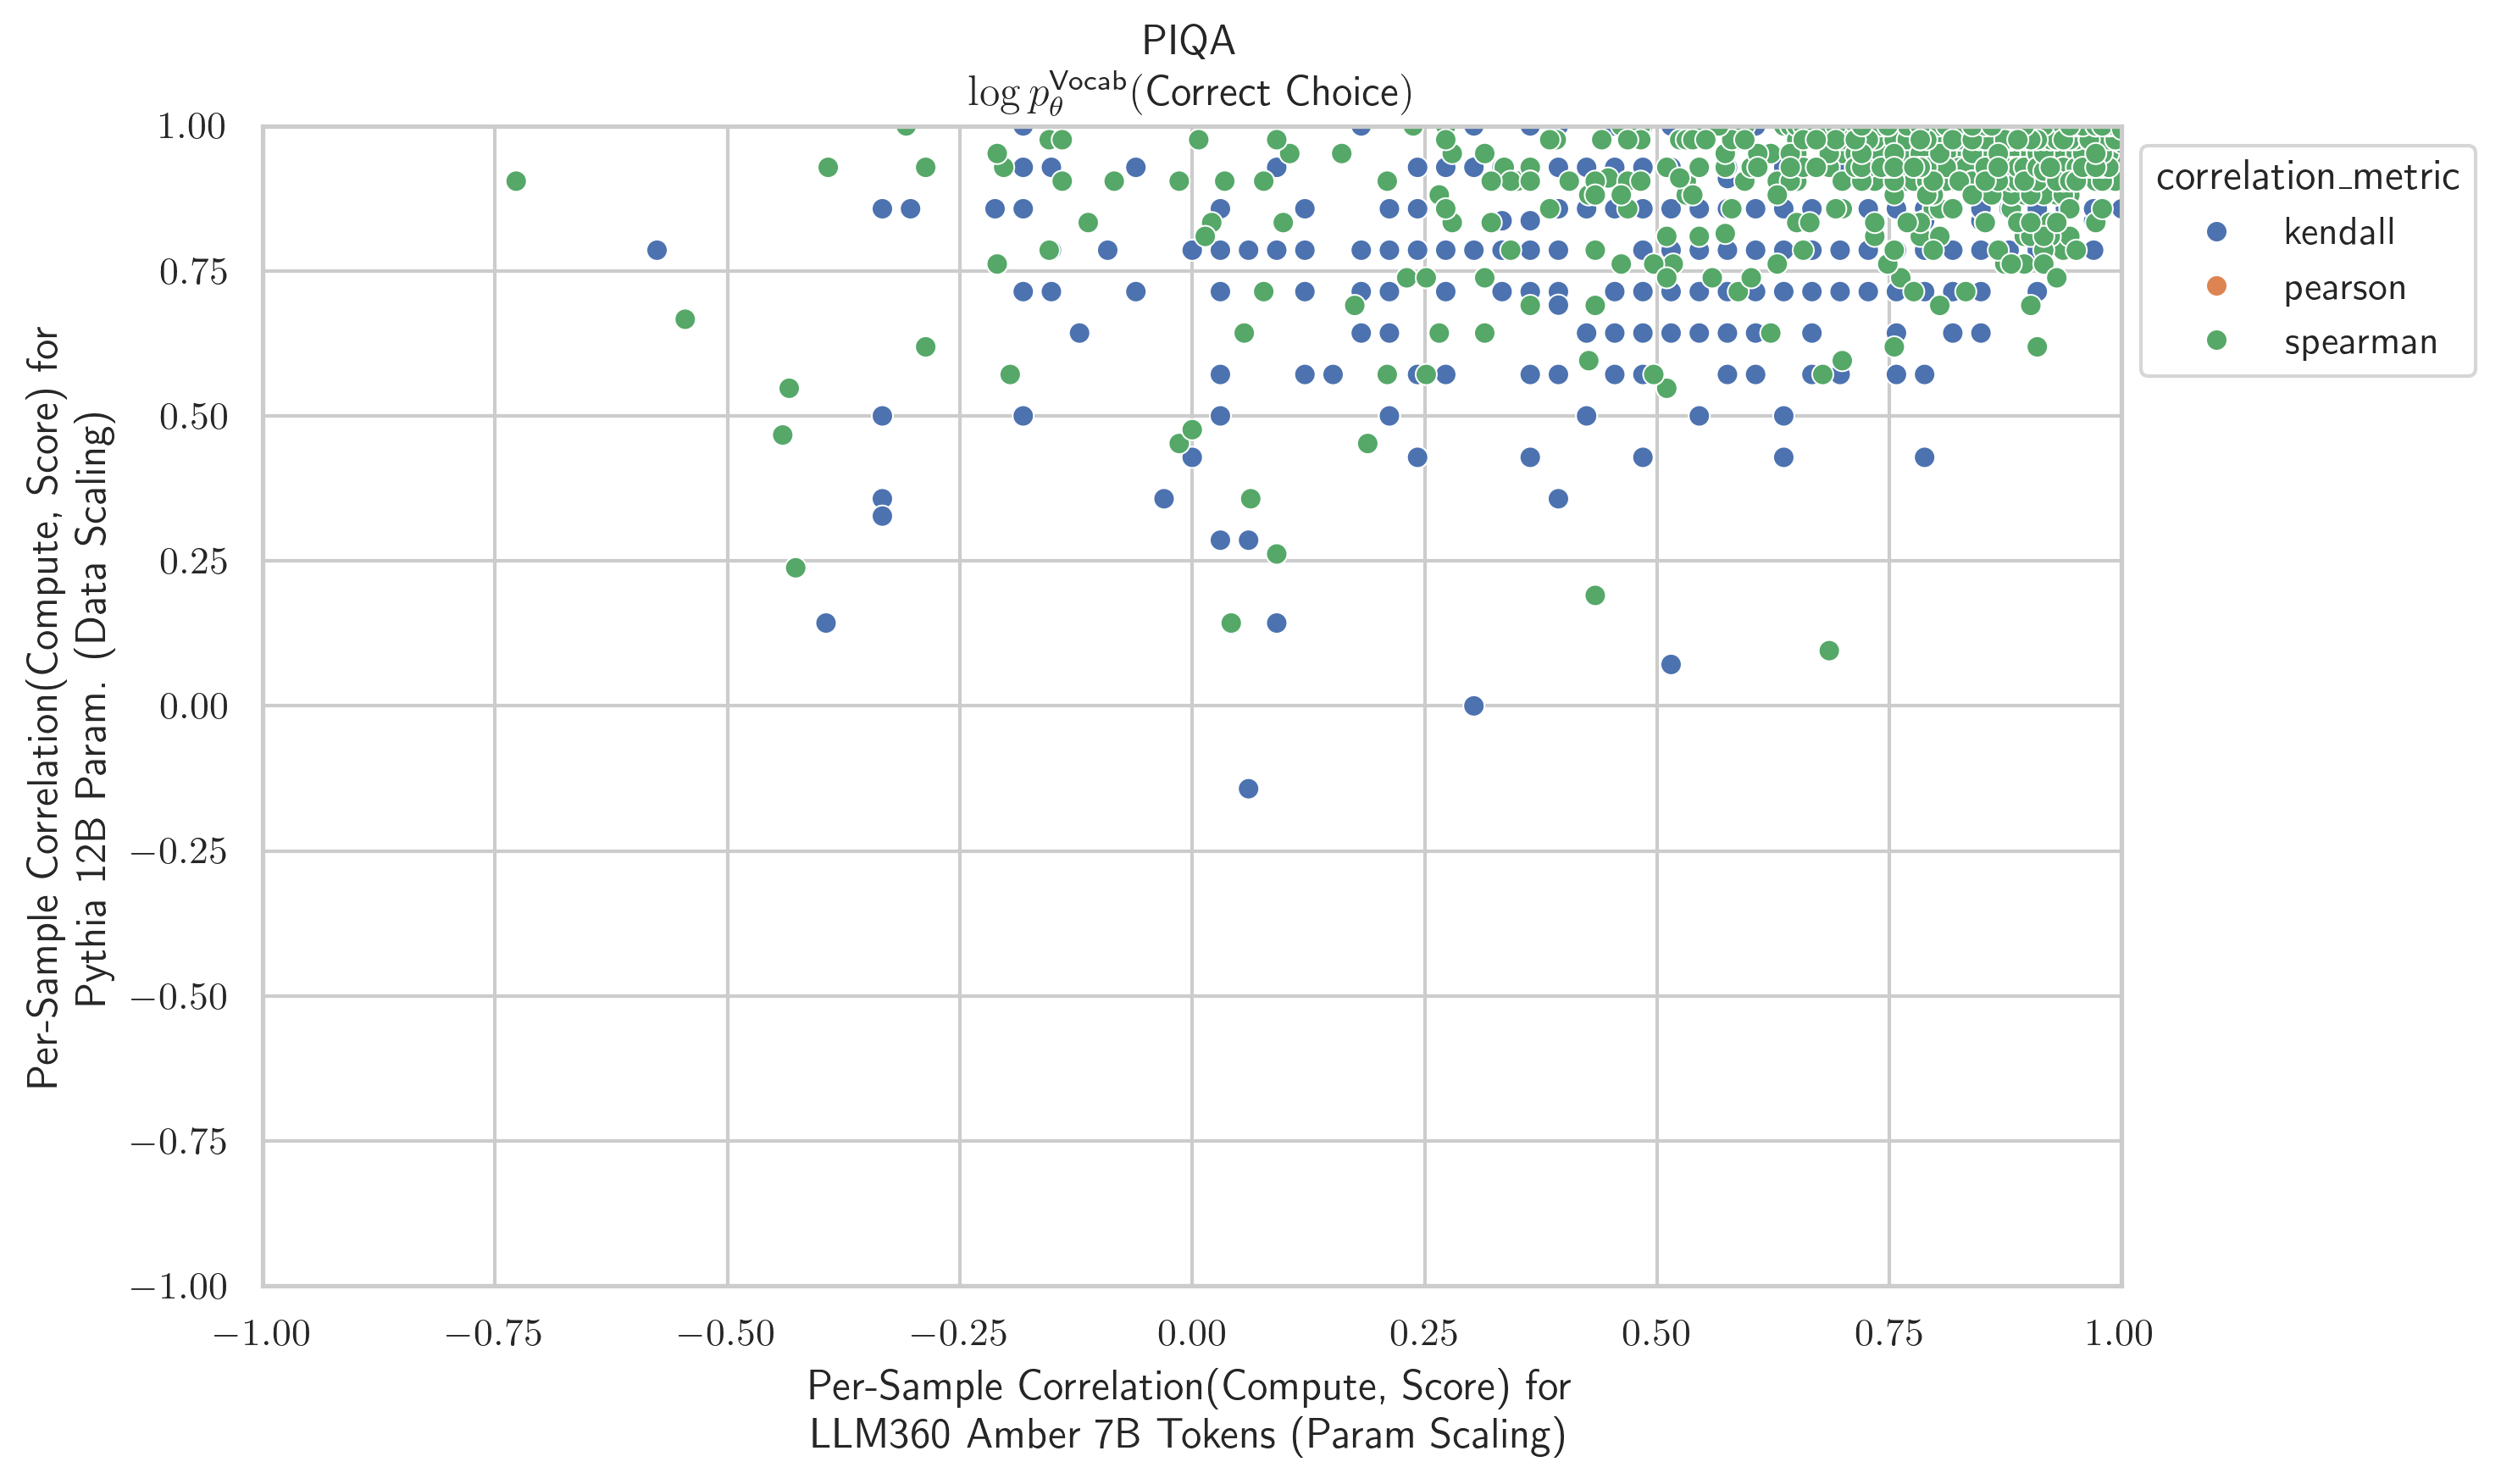 PIQA
log p_θ^Vocab(Correct Choice)
1.00
0.75
0.50
0.25
0.00
−0.25
−0.50
−0.75
−1.00
Per-Sample Correlation(Compute, Score) for
Pythia 12B Param. (Data Scaling)
−1.00 −0.75 −0.50 −0.25 0.00 0.25 0.50 0.75 1.00
Per-Sample Correlation(Compute, Score) for
LLM360 Amber 7B Tokens (Param Scaling)
correlation_metric
kendall
pearson
spearman